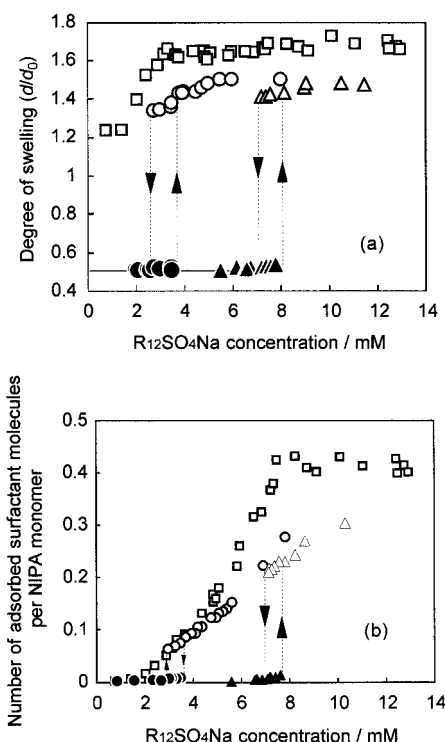 1.8
1.6
1.4
1.2
1
0.8
0.6
0.4
Degree of swelling (d/d0)
(a)
0 2 4 6 8 10 12 14
R12SO4Na concentration / mM
0.5
0.4
0.3
0.2
0.1
0
Number of adsorbed surfactant molecules
per NIPA monomer
(b)
0 2 4 6 8 10 12 14
R12SO4Na concentration / mM